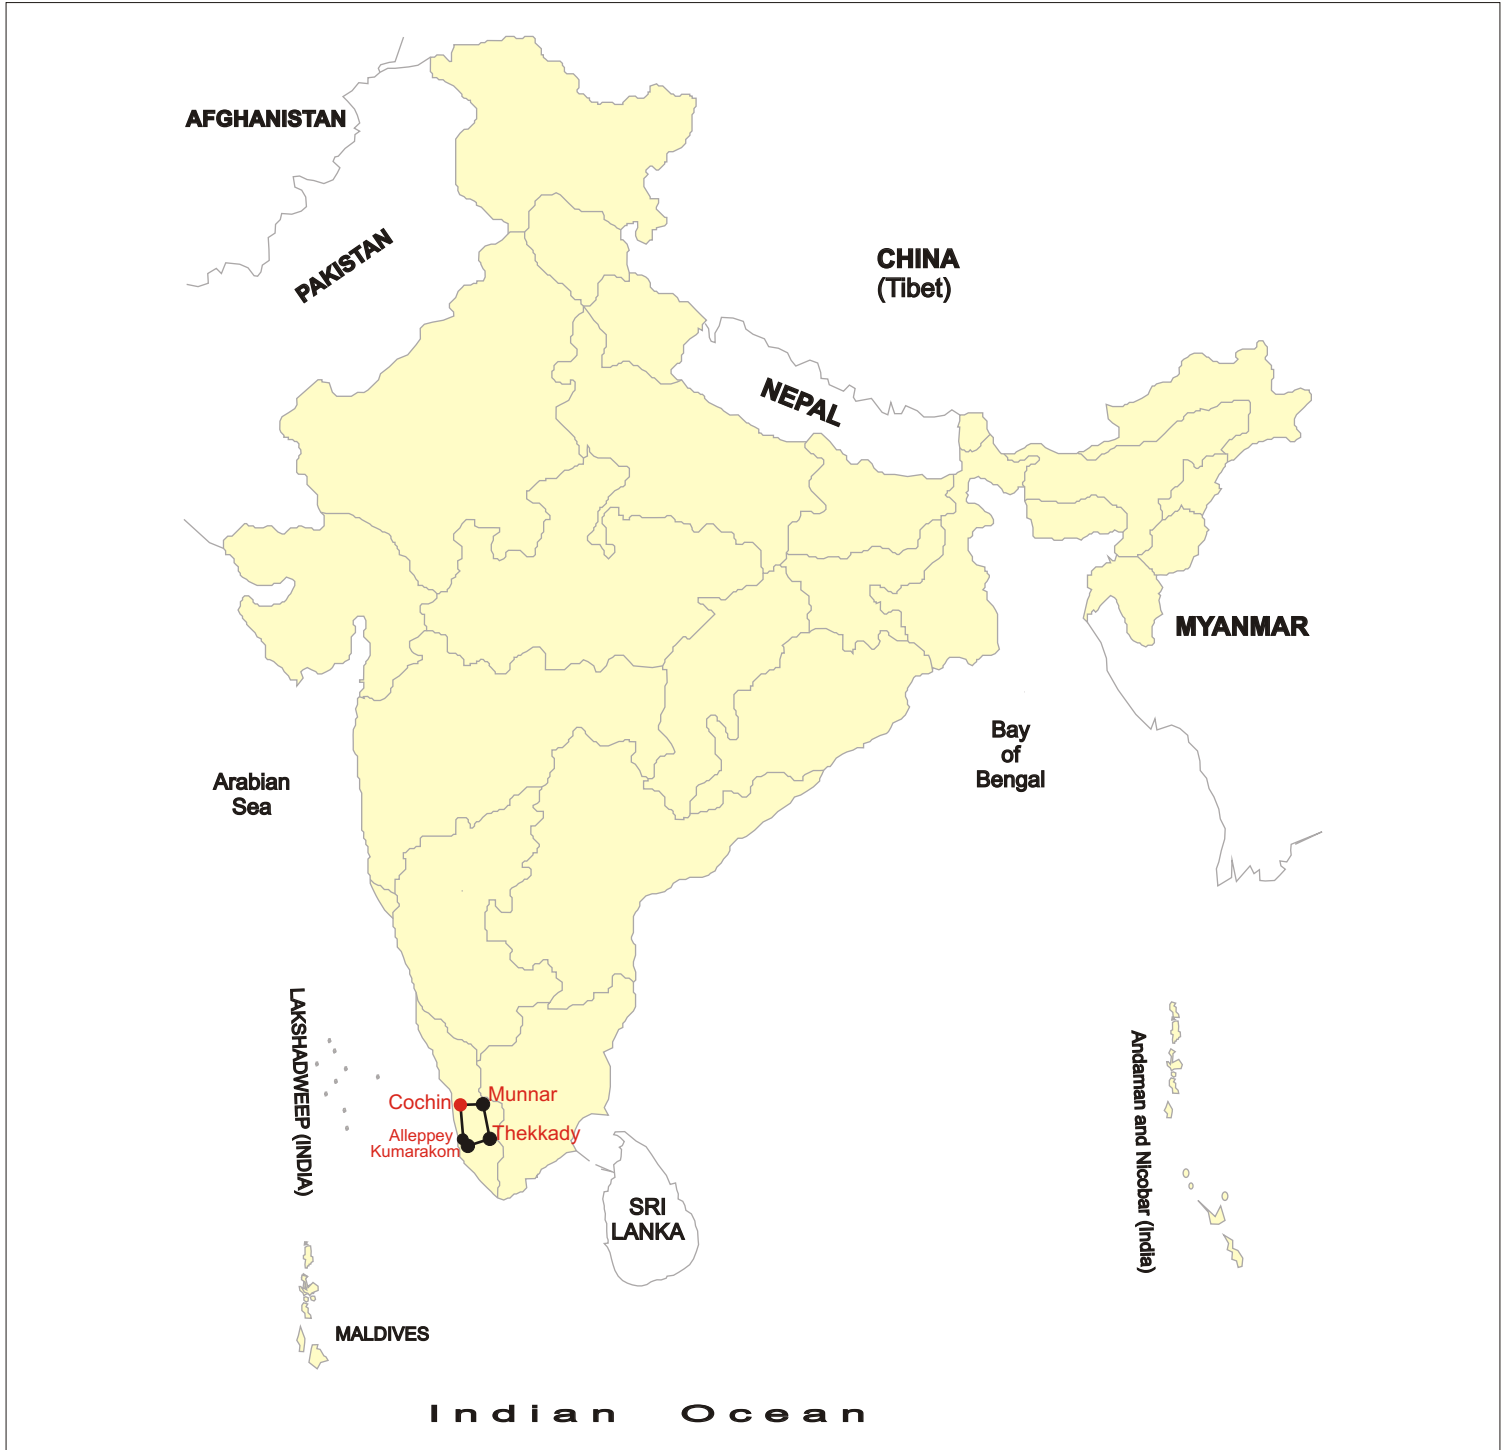 AFGHANISTAN
PAKISTAN
CHINA
(Tibet)
NEPAL
MYANMAR
Bay
of
Bengal
Arabian
Sea
LAKSHADWEEP (INDIA)
Andaman and Nicobar (India)
Cochin
Munnar
Alleppey
Thekkady
Kumarakom
SRI
LANKA
MALDIVES
Indian Ocean